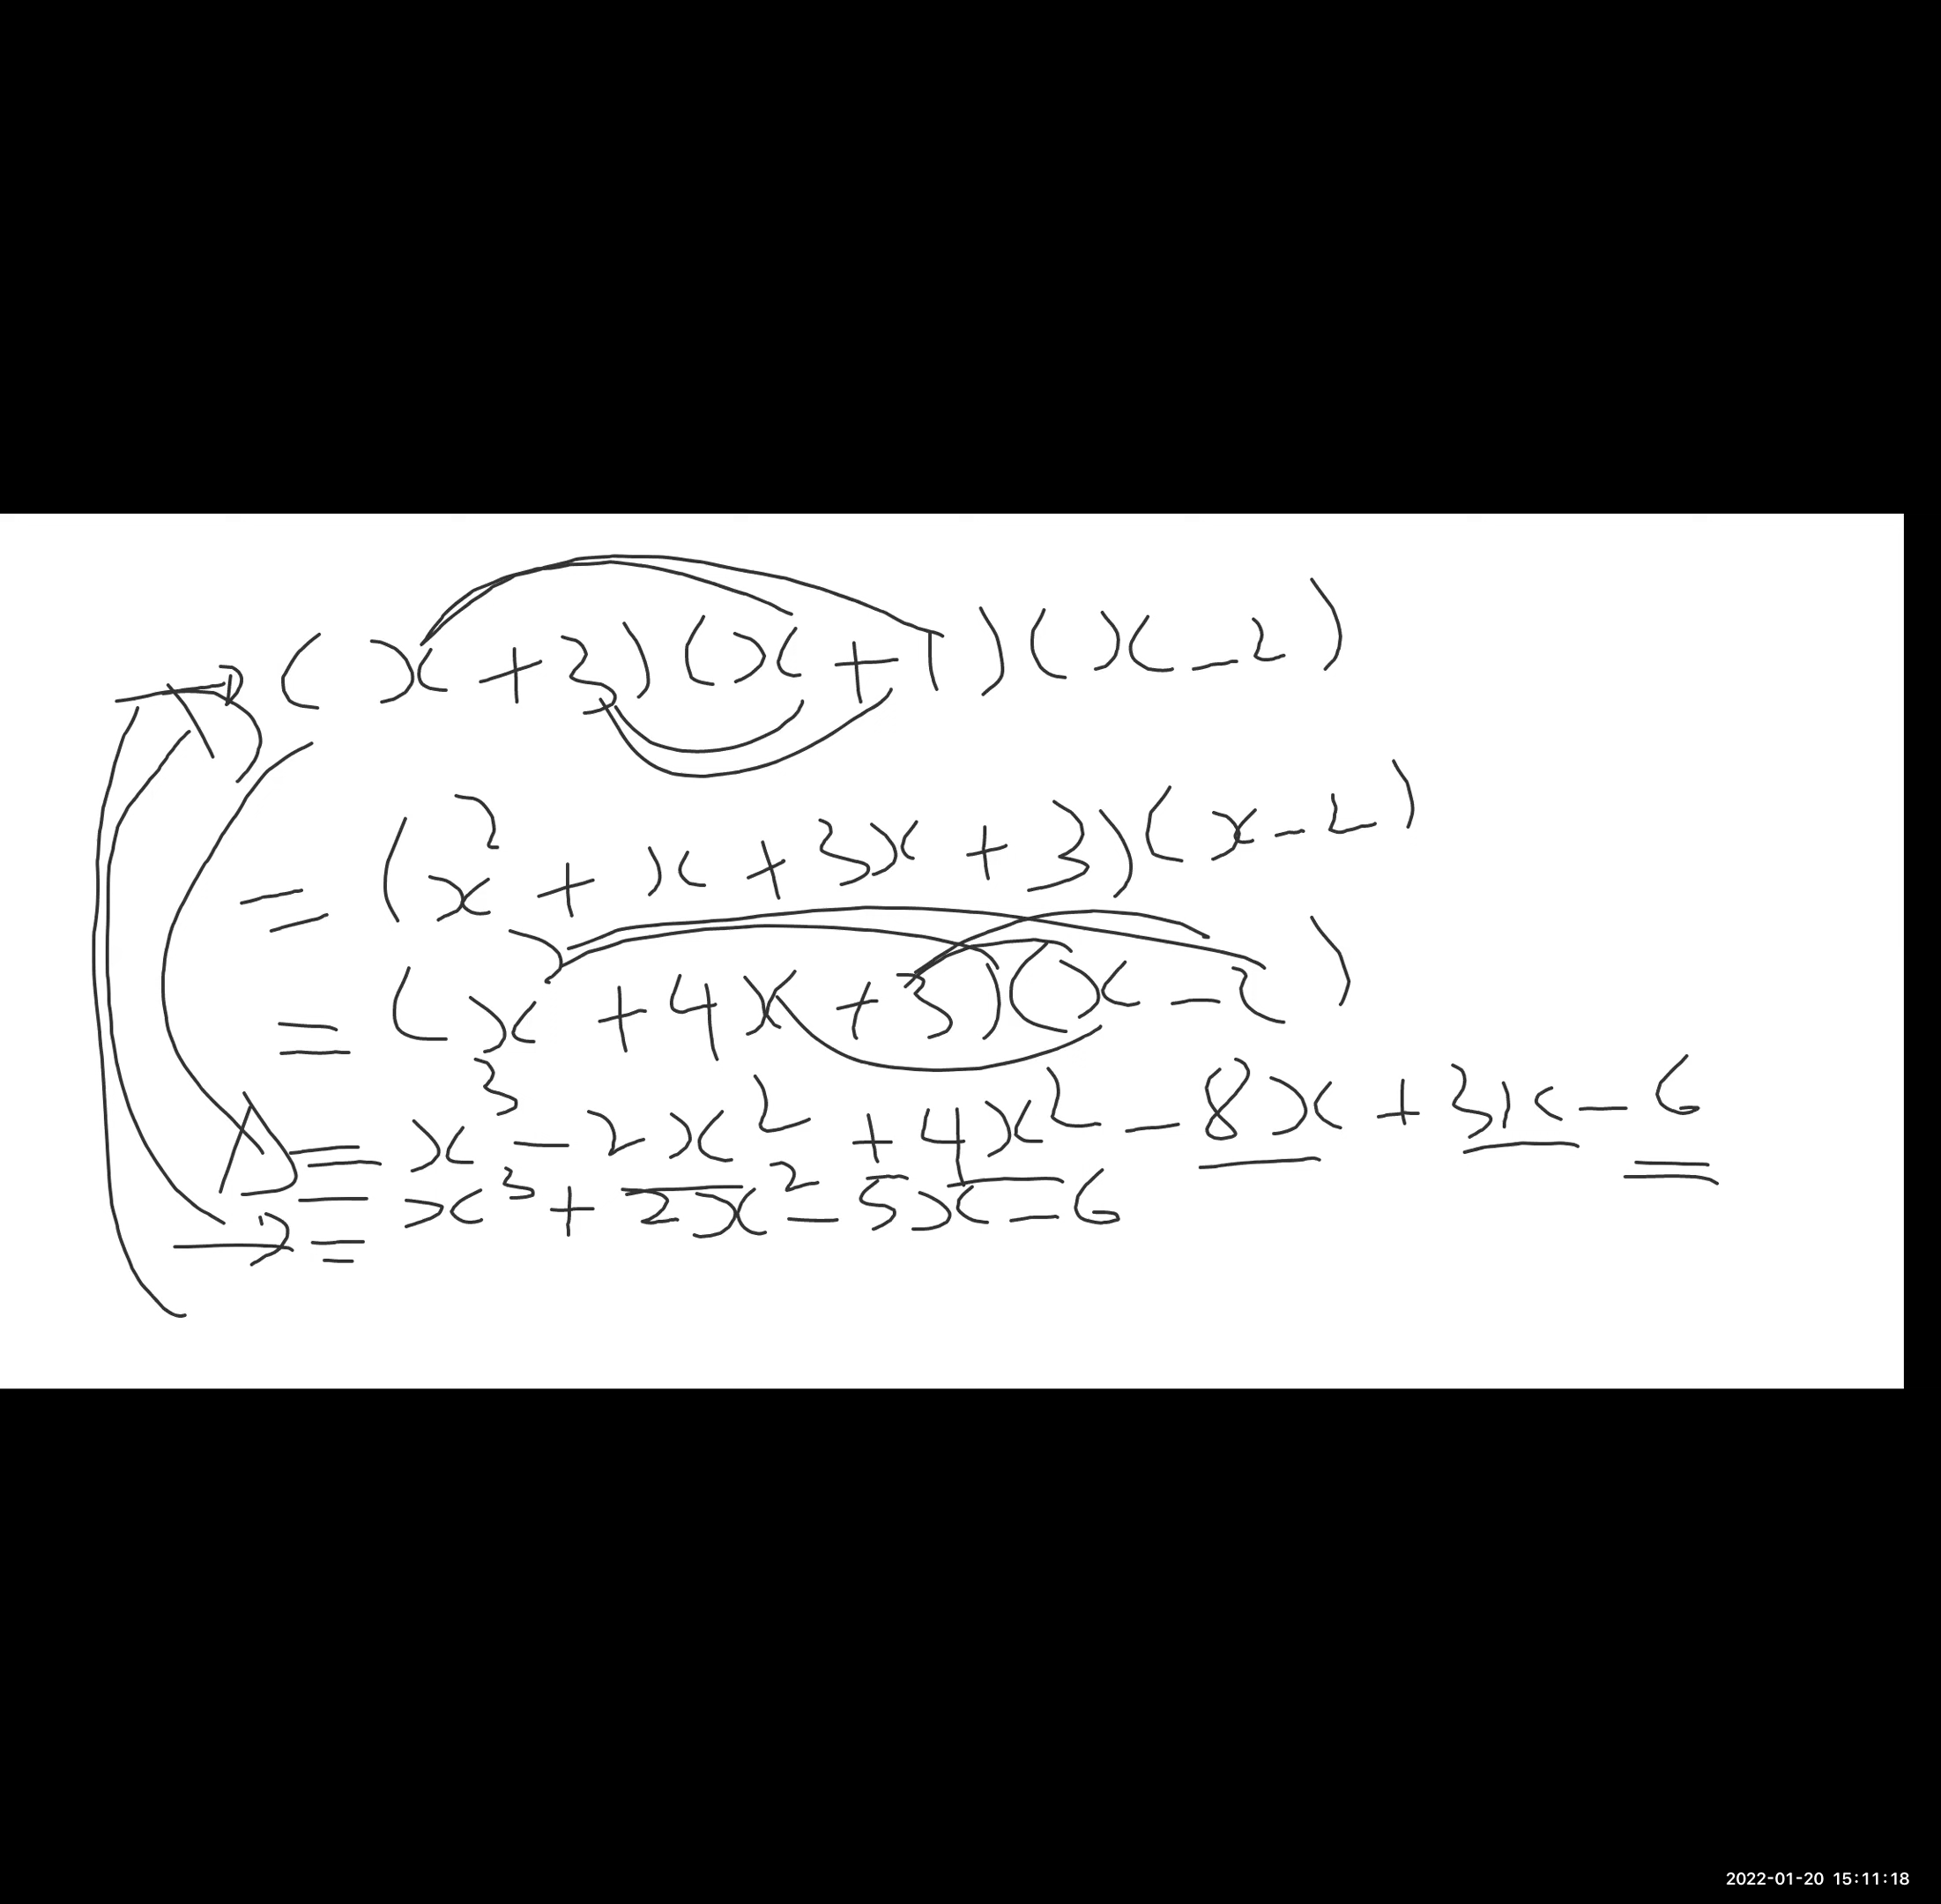 (x + 3)(x + 1)(x - 2)
= (x² + x + 3x + 3)(x - 2)
= (x² + 4x + 3)(x - 2)
= x³ - 2x² + 4x² - 8x + 3x - 6
= x³ + 2x² - 5x - 6
=
2022-01-20 15:11:18